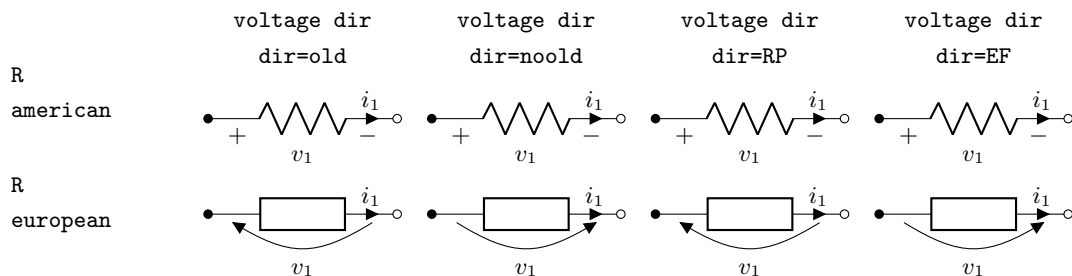 voltage dir voltage dir voltage dir voltage dir
dir=old dir=noold dir=RP dir=EF
R
american
i₁ i₁ i₁ i₁
+ − + − + − + −
v₁ v₁ v₁ v₁
R
european
i₁ i₁ i₁ i₁
v₁ v₁ v₁ v₁